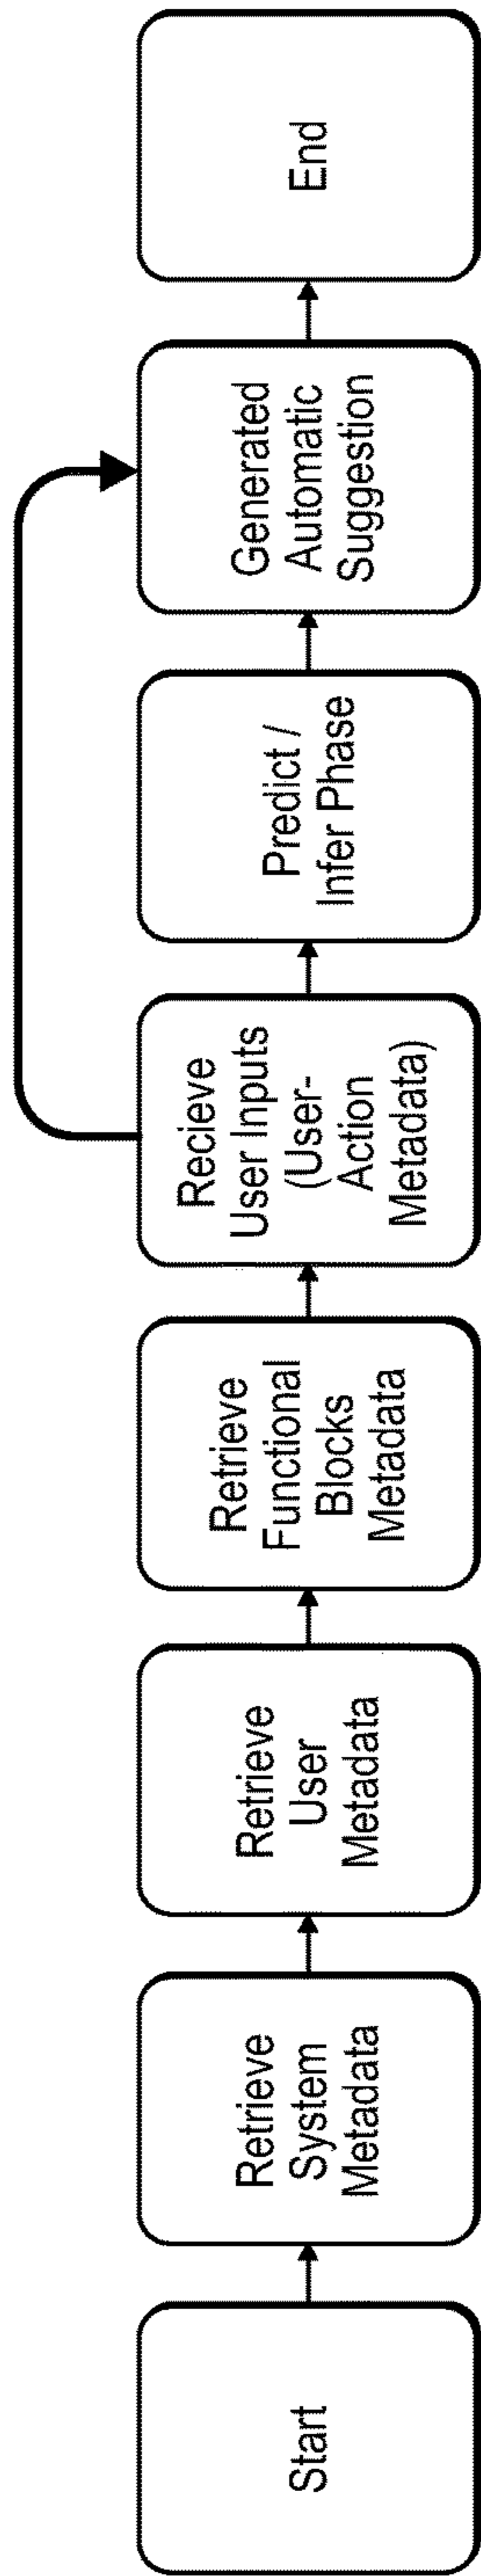 Start
Retrieve
System
Metadata
Retrieve
User
Metadata
Retrieve
Functional
Blocks
Metadata
Recieve
User Inputs
(User-
Action
Metadata)
Predict /
Infer Phase
Generated
Automatic
Suggestion
End